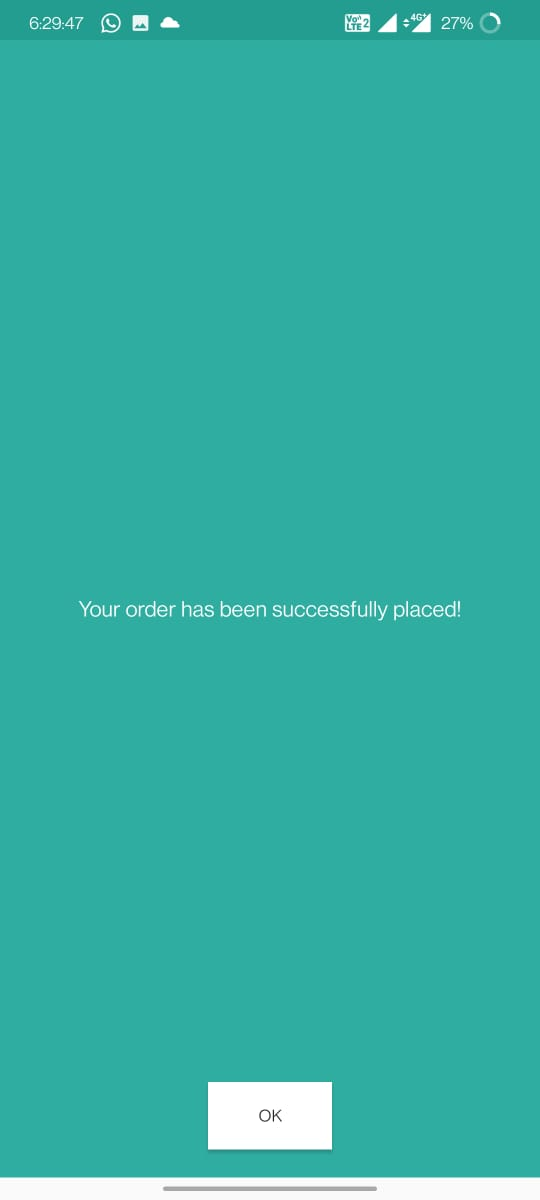 6:29:47 Vo)) LTE 2 4G+ 27%
Your order has been successfully placed!
OK